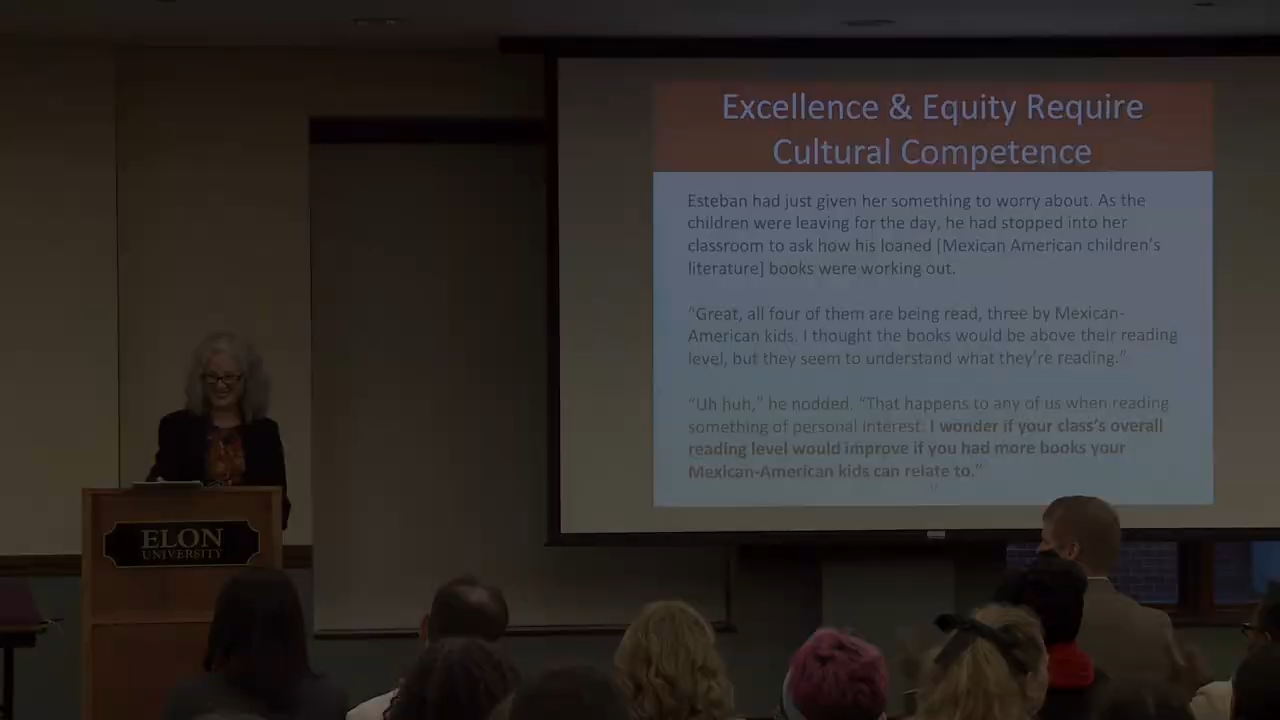 Excellence & Equity Require
Cultural Competence
Esteban had just given her something to worry about. As the
children were leaving for the day, he had stopped into her
classroom to ask how his loaned [Mexican American children's
literature] books were working out.
"Great, all four of them are being read, three by Mexican-
American kids. I thought the books would be above their reading
level, but they seem to understand what they're reading."
"Uh huh," he nodded. "That happens to any of us when reading
something of personal interest. I wonder if your class's overall
reading level would improve if you had more books your
Mexican-American kids can relate to."
ELON
UNIVERSITY